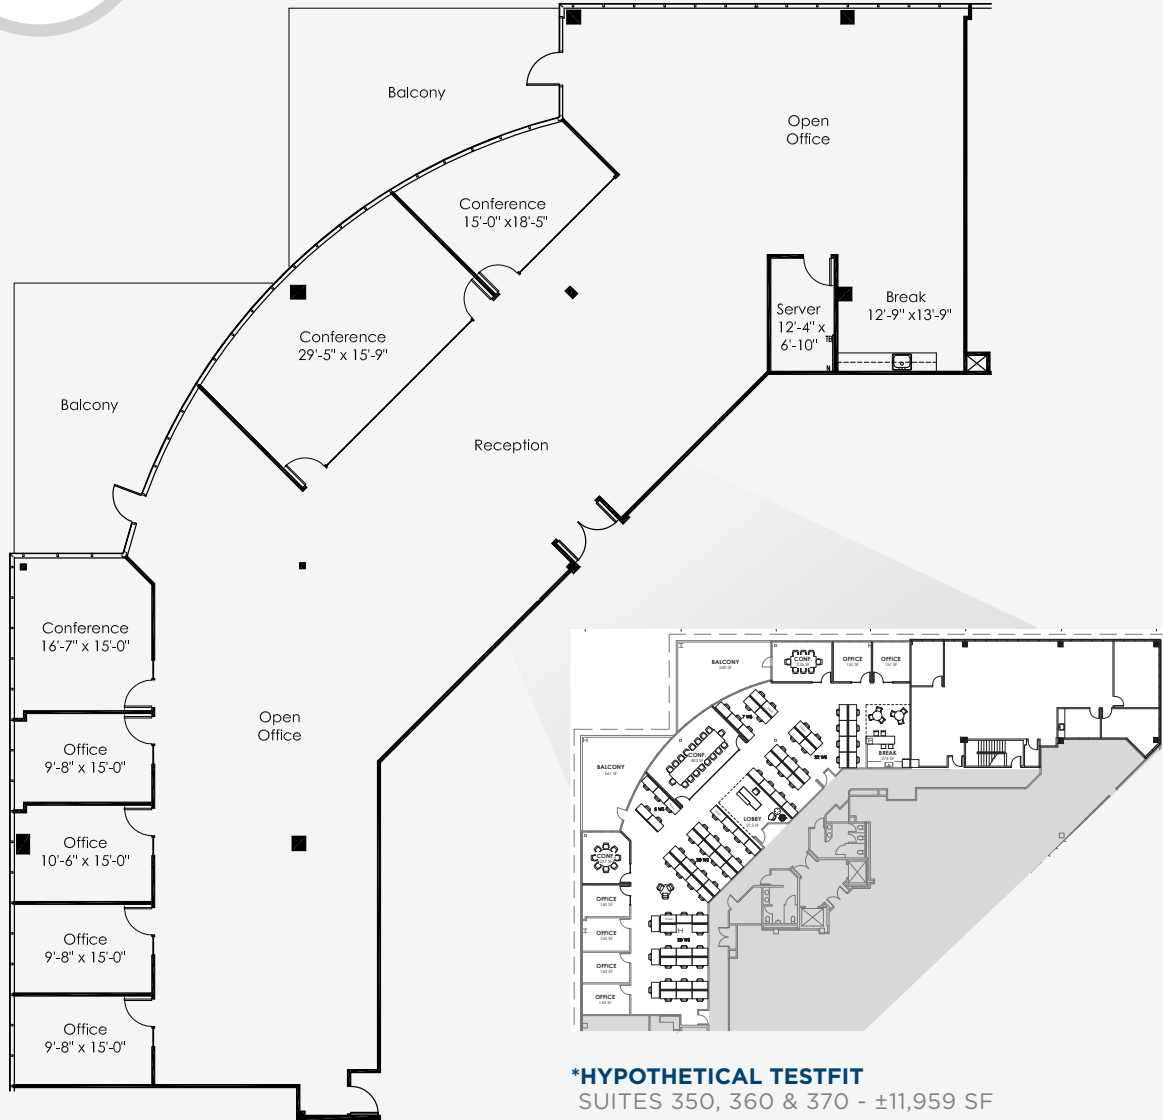 Balcony
Open
Office
Conference
15'-0" x18'-5"
Server
12'-4" x
6'-10"
TB
N
Break
12'-9" x13'-9"
Conference
29'-5" x 15'-9"
Balcony
Reception
Conference
16'-7" x 15'-0"
Open
Office
Office
9'-8" x 15'-0"
Office
10'-6" x 15'-0"
Office
9'-8" x 15'-0"
Office
9'-8" x 15'-0"
BALCONY
CONF.
OFFICE
OFFICE
BALCONY
CONF.
BREAK
LOBBY
CONF.
OFFICE
OFFICE
OFFICE
OFFICE
*HYPOTHETICAL TESTFIT
SUITES 350, 360 & 370 - ±11,959 SF